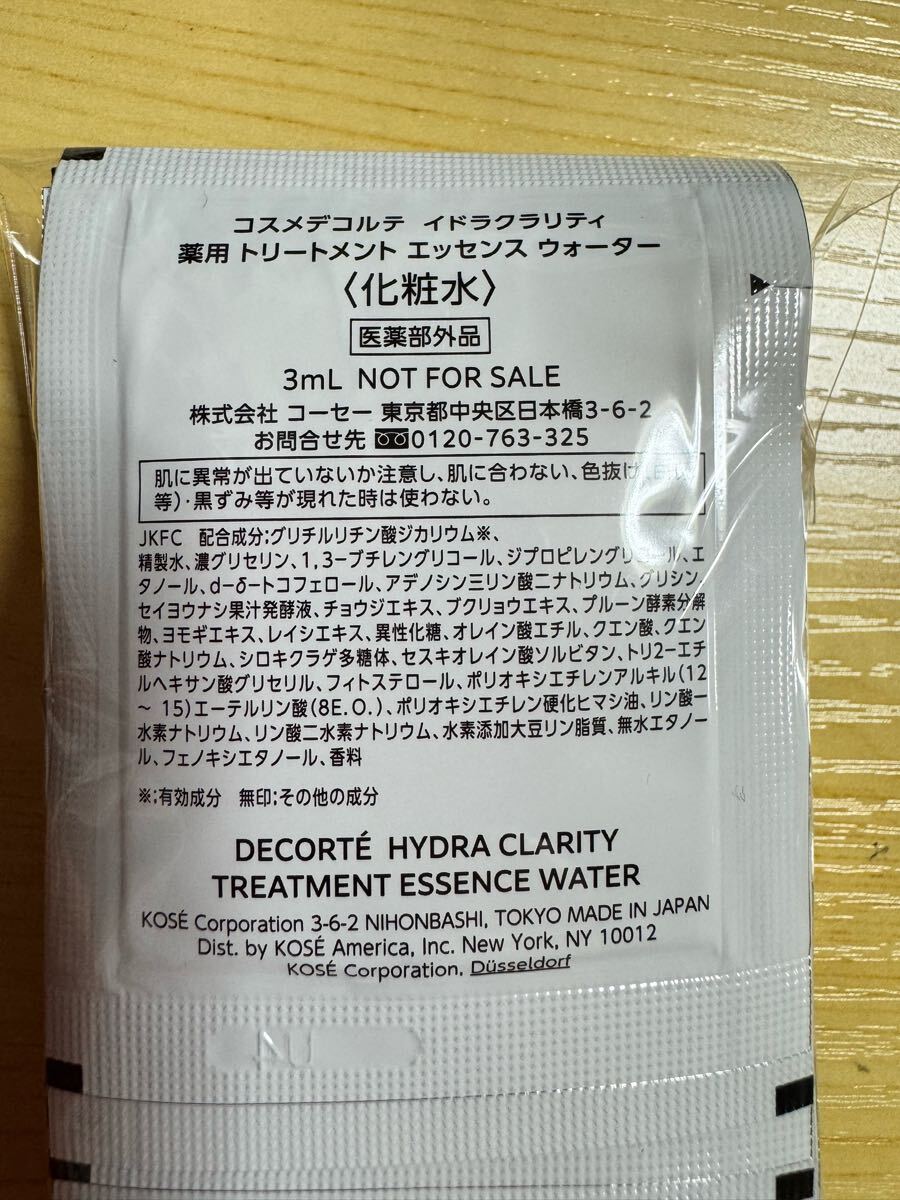 コスメデコルテ イドラクラリティ
薬用 トリートメント エッセンス ウォーター
〈化粧水〉
医薬部外品
3mL NOT FOR SALE
株式会社 コーセー 東京都中央区日本橋3-6-2
お問合せ先 0120-763-325
肌に異常が出ていないか注意し、肌に合わない、色抜け
等)・黒ずみ等が現れた時は使わない。
JKFC 配合成分:グリチルリチン酸ジカリウム※、
精製水、濃グリセリン、1,3-ブチレングリコール、ジプロピレングリコール、エ
タノール、d-δ-トコフェロール、アデノシン三リン酸二ナトリウム、グリシン、
セイヨウナシ果汁発酵液、チョウジエキス、ブクリョウエキス、プルーン酵素分解
物、ヨモギエキス、レイシエキス、異性化糖、オレイン酸エチル、クエン酸、クエン
酸ナトリウム、シロキクラゲ多糖体、セスキオレイン酸ソルビタン、トリ2-エチ
ルヘキサン酸グリセリル、フィトステロール、ポリオキシエチレンアルキル(12
~ 15)エーテルリン酸(8E.O.)、ポリオキシエチレン硬化ヒマシ油、リン酸一
水素ナトリウム、リン酸二水素ナトリウム、水素添加大豆リン脂質、無水エタノー
ル、フェノキシエタノール、香料
※:有効成分 無印:その他の成分
DECORTÉ HYDRA CLARITY
TREATMENT ESSENCE WATER
KOSÉ Corporation 3-6-2 NIHONBASHI, TOKYO MADE IN JAPAN
Dist. by KOSÉ America, Inc. New York, NY 10012
KOSÉ Corporation, Düsseldorf